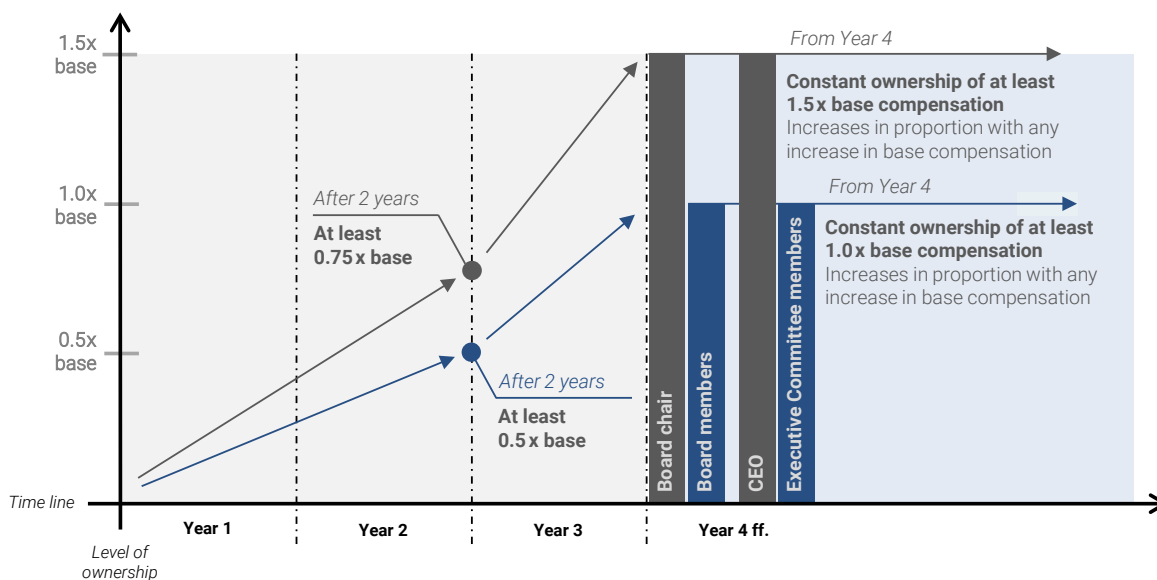 1.5x
base
1.0x
base
0.5x
base
From Year 4
Constant ownership of at least
1.5x base compensation
Increases in proportion with any
increase in base compensation
After 2 years
At least
0.75x base
From Year 4
Constant ownership of at least
1.0x base compensation
Increases in proportion with any
increase in base compensation
After 2 years
At least
0.5x base
Board chair
Board members
CEO
Executive Committee members
Time line
Year 1
Year 2
Year 3
Year 4 ff.
Level of
ownership